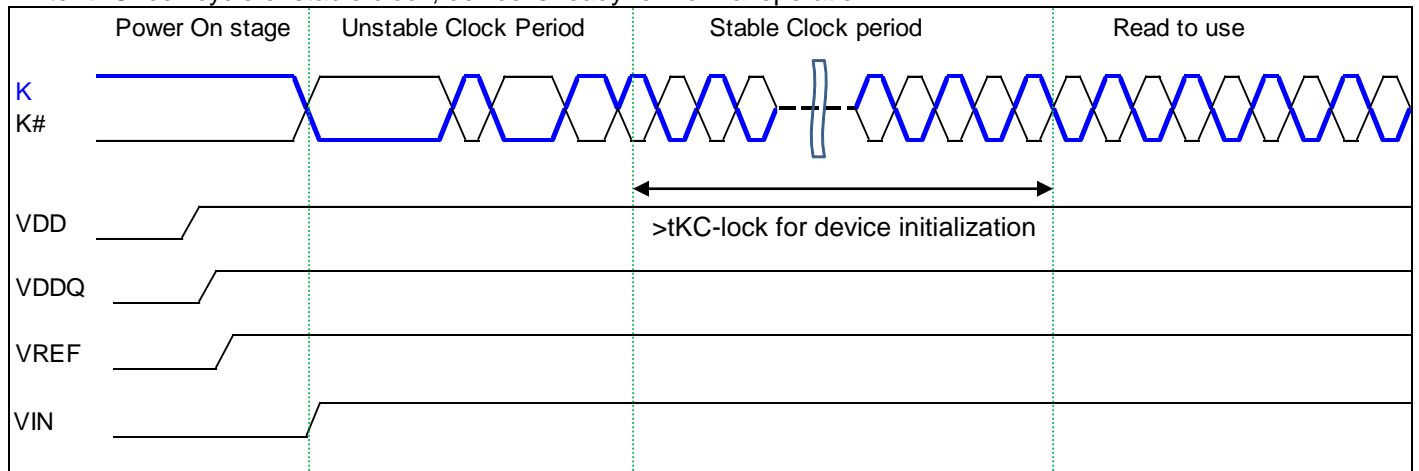 Power On stage Unstable Clock Period Stable Clock period Read to use
K
K#
VDD
>tKC-lock for device initialization
VDDQ
VREF
VIN